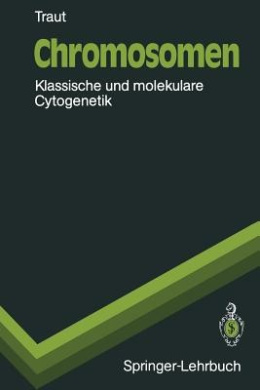 Traut
Chromosomen
Klassische und molekulare
Cytogenetik
Springer-Lehrbuch